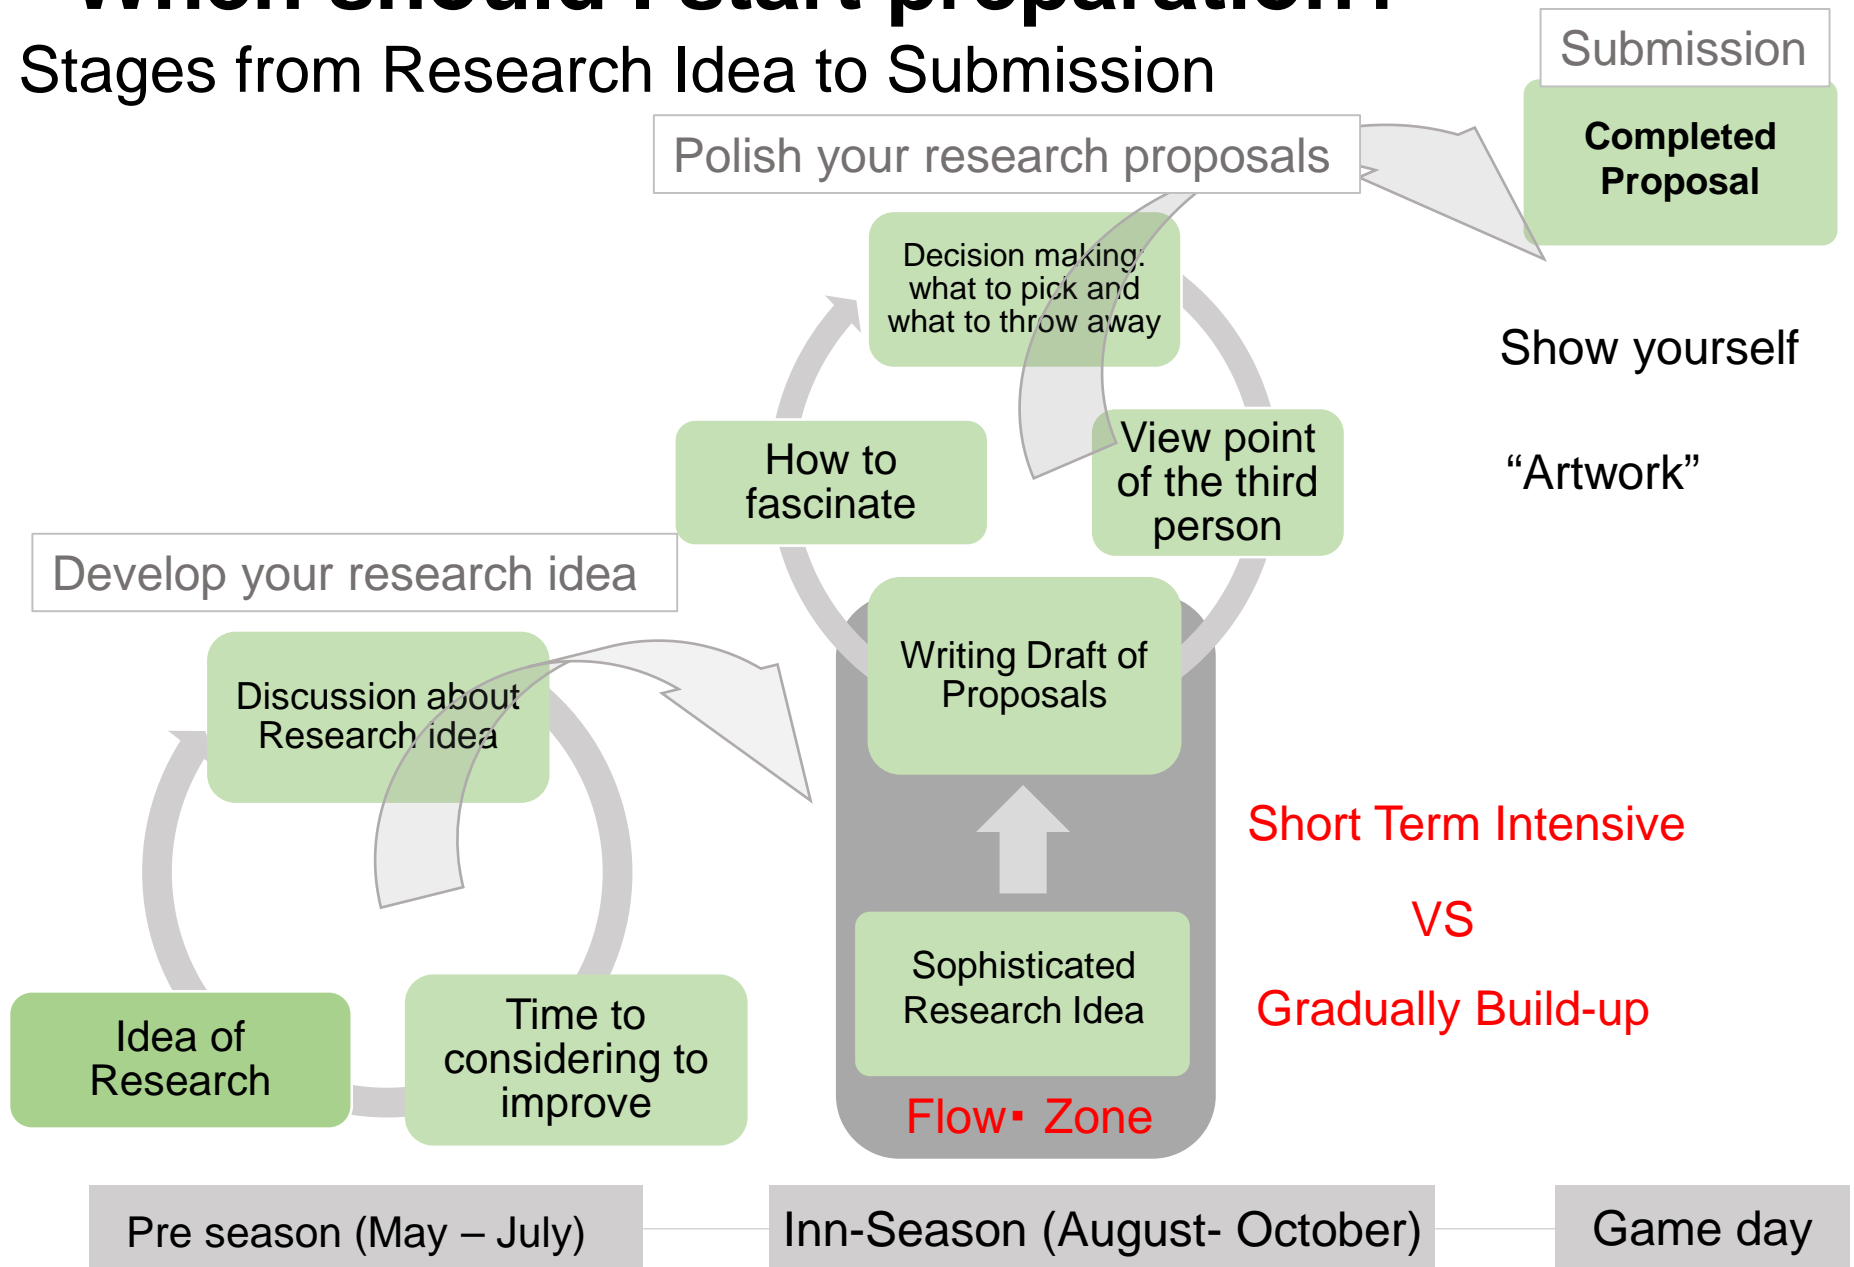 When should I start preparation?
Stages from Research Idea to Submission
Submission
Completed
Proposal
Polish your research proposals
Decision making:
what to pick and
what to throw away
Show yourself
How to
fascinate
View point
of the third
person
“Artwork”
Develop your research idea
Writing Draft of
Proposals
Discussion about
Research idea
Short Term Intensive
VS
Gradually Build-up
Sophisticated
Research Idea
Idea of
Research
Time to
considering to
improve
Flow･ Zone
Pre season (May – July)
Inn-Season (August- October)
Game day